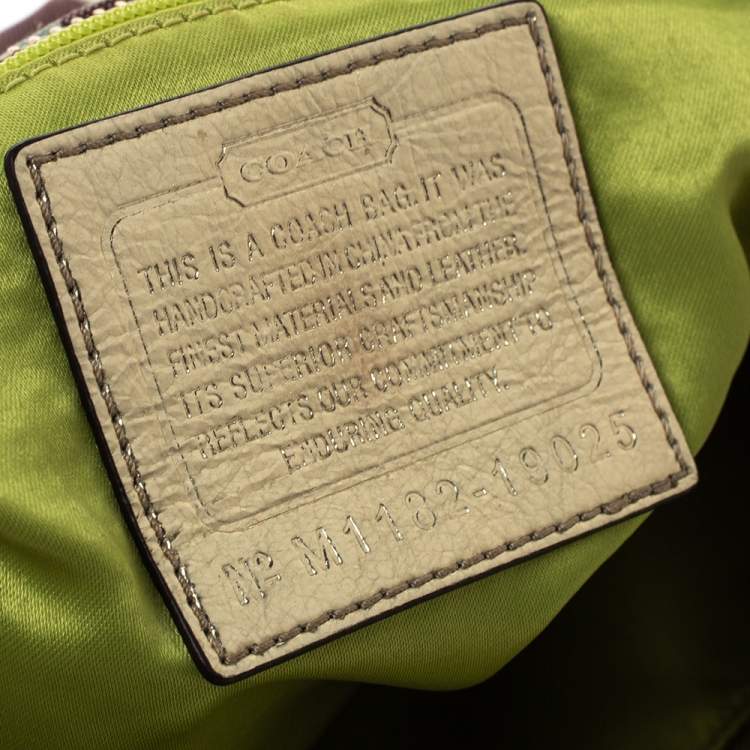 COACH
THIS IS A COACH BAG. IT WAS
HANDCRAFTED IN CHINA FROM THE
FINEST MATERIALS AND LEATHER.
ITS SUPERIOR CRAFTSMANSHIP
REFLECTS OUR COMMITMENT TO
ENDURING QUALITY.
Nº M1182-19025